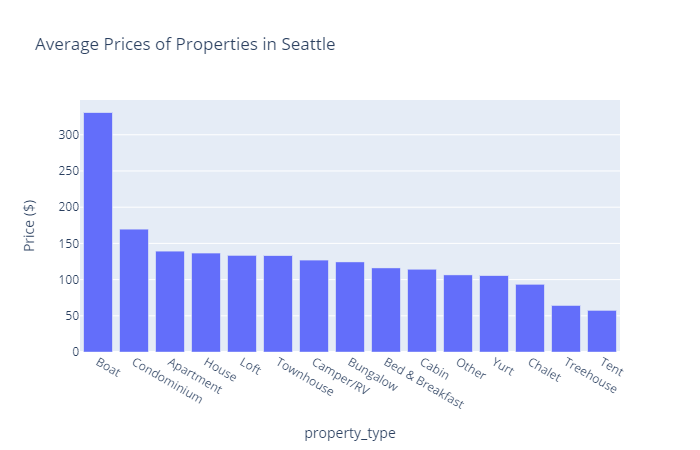 Average Prices of Properties in Seattle
Price ($)
300
250
200
150
100
50
0
Boat
Condominium
Apartment
House
Loft
Townhouse
Camper/RV
Bungalow
Bed & Breakfast
Cabin
Other
Yurt
Chalet
Treehouse
Tent
property_type